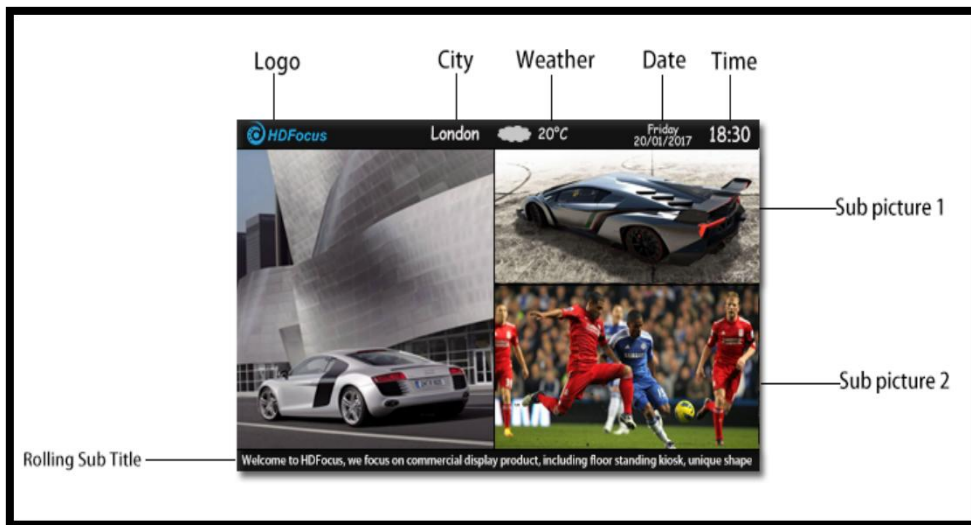 Logo
City
Weather
Date
Time
HDFocus
London
20°C
Friday
20/01/2017
18:30
Sub picture 1
SAMSUNG
Sub picture 2
Rolling Sub Title
Welcome to HDFocus, we focus on commercial display product, including floor standing kiosk, unique shape